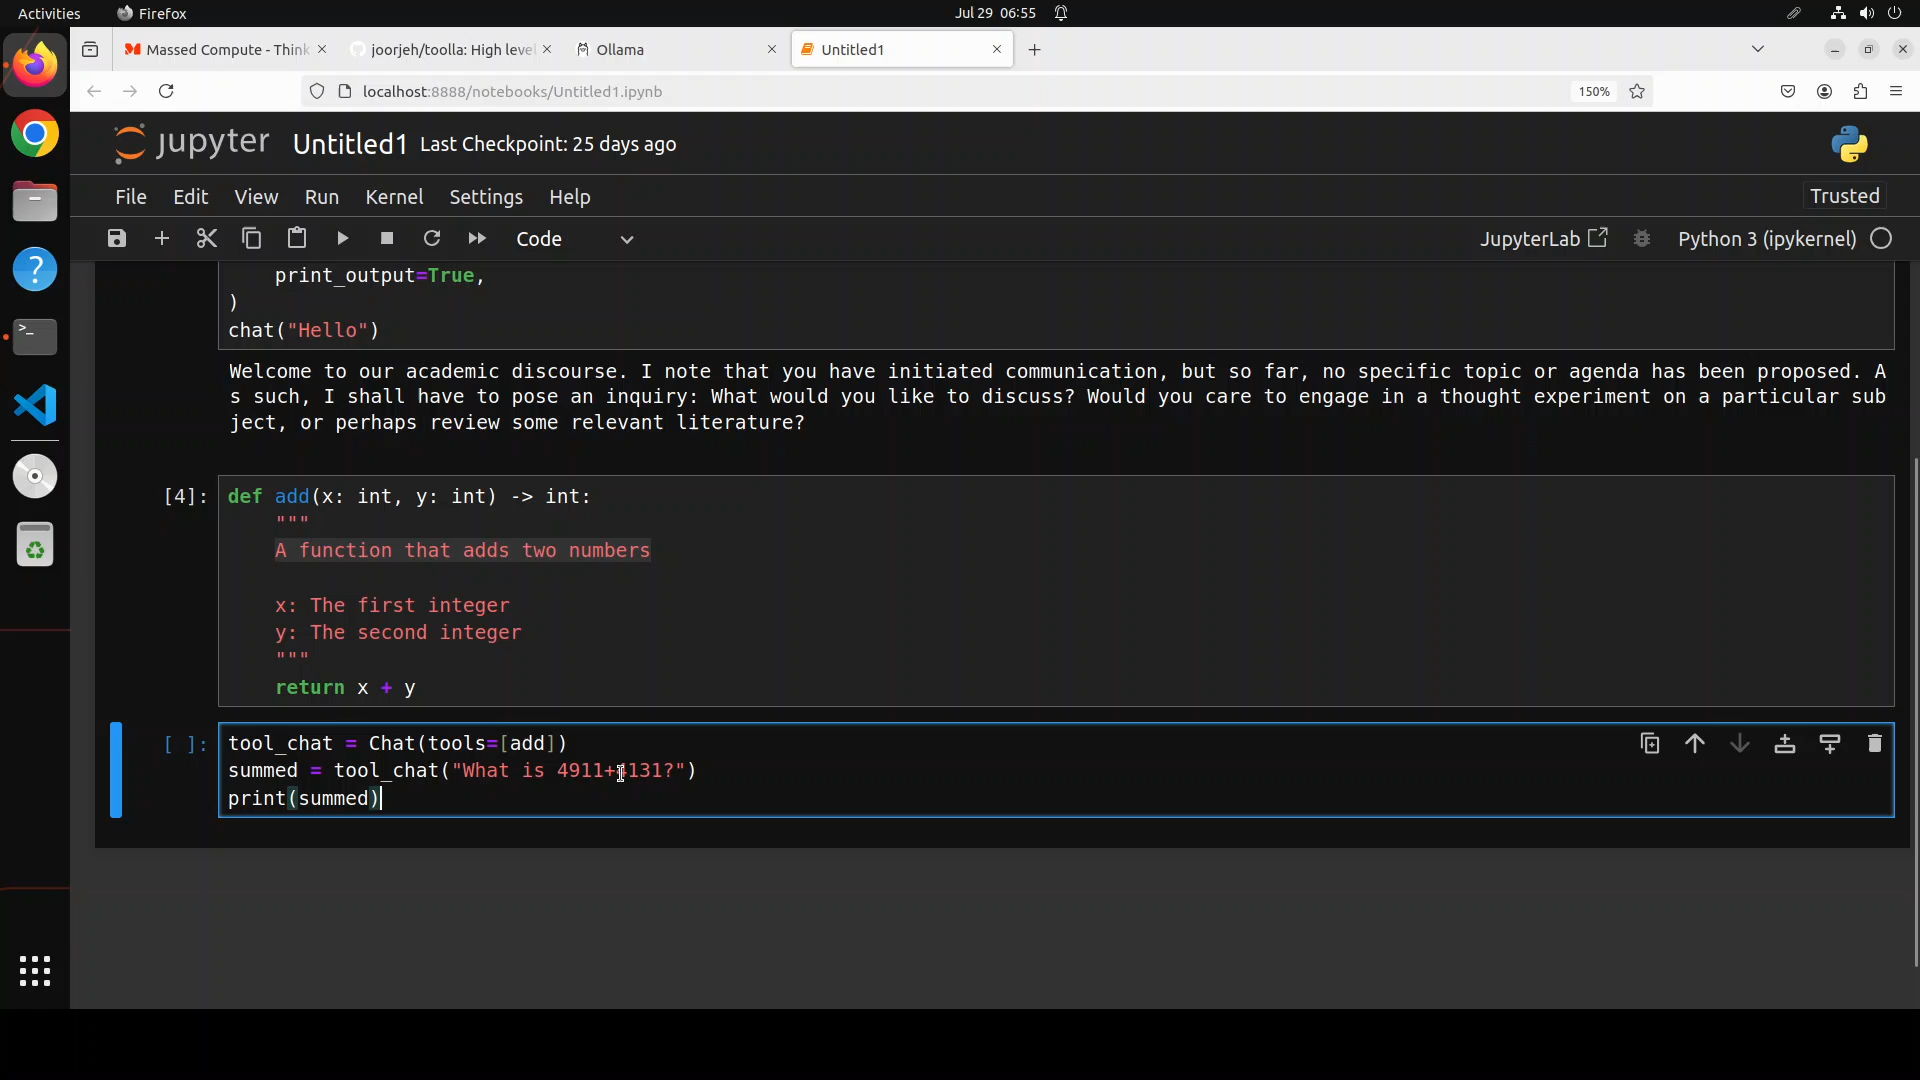 Activities
Firefox
Jul 29 06:55
Massed Compute - Think
joorjeh/toolla: High level
Ollama
Untitled1
localhost:8888/notebooks/Untitled1.ipynb
150%
jupyter
Untitled1 Last Checkpoint: 25 days ago
File Edit View Run Kernel Settings Help
Trusted
Code
JupyterLab
Python 3 (ipykernel)
print_output=True,
)
chat("Hello")
Welcome to our academic discourse. I note that you have initiated communication, but so far, no specific topic or agenda has been proposed. A
s such, I shall have to pose an inquiry: What would you like to discuss? Would you care to engage in a thought experiment on a particular sub
ject, or perhaps review some relevant literature?
[4]: def add(x: int, y: int) -> int:
"""
A function that adds two numbers
x: The first integer
y: The second integer
"""
return x + y
[ ]: tool_chat = Chat(tools=[add])
summed = tool_chat("What is 4911+4131?")
print(summed)